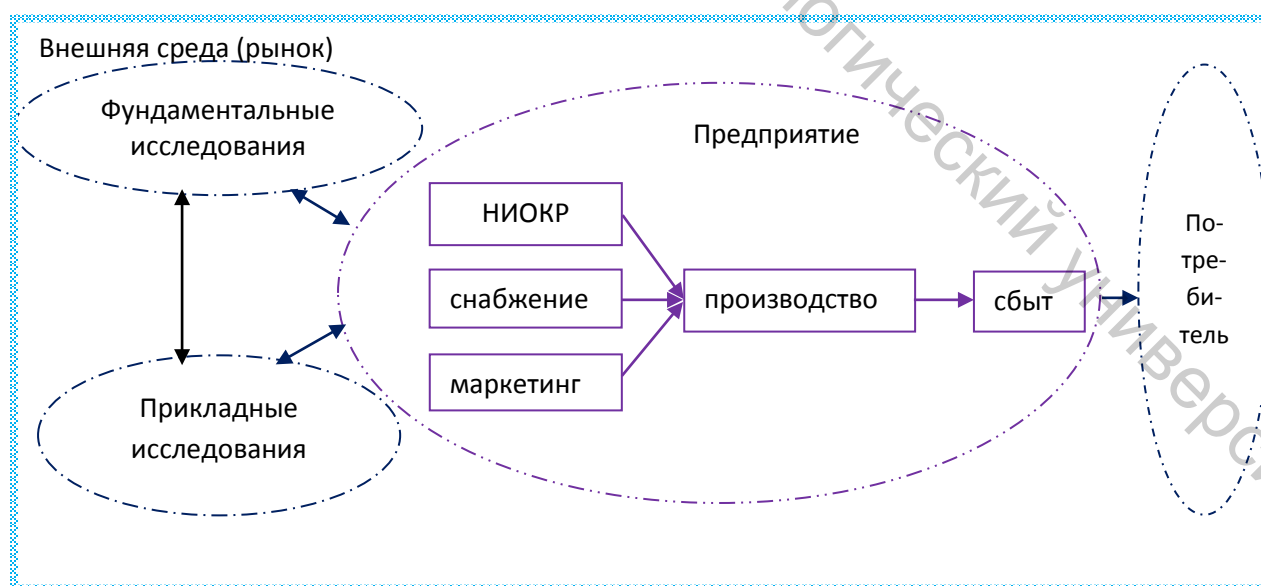 Внешняя среда (рынок)
Фундаментальные
исследования
Предприятие
НИОКР
снабжение
производство
сбыт
маркетинг
По-
тре-
би-
тель
Прикладные
исследования